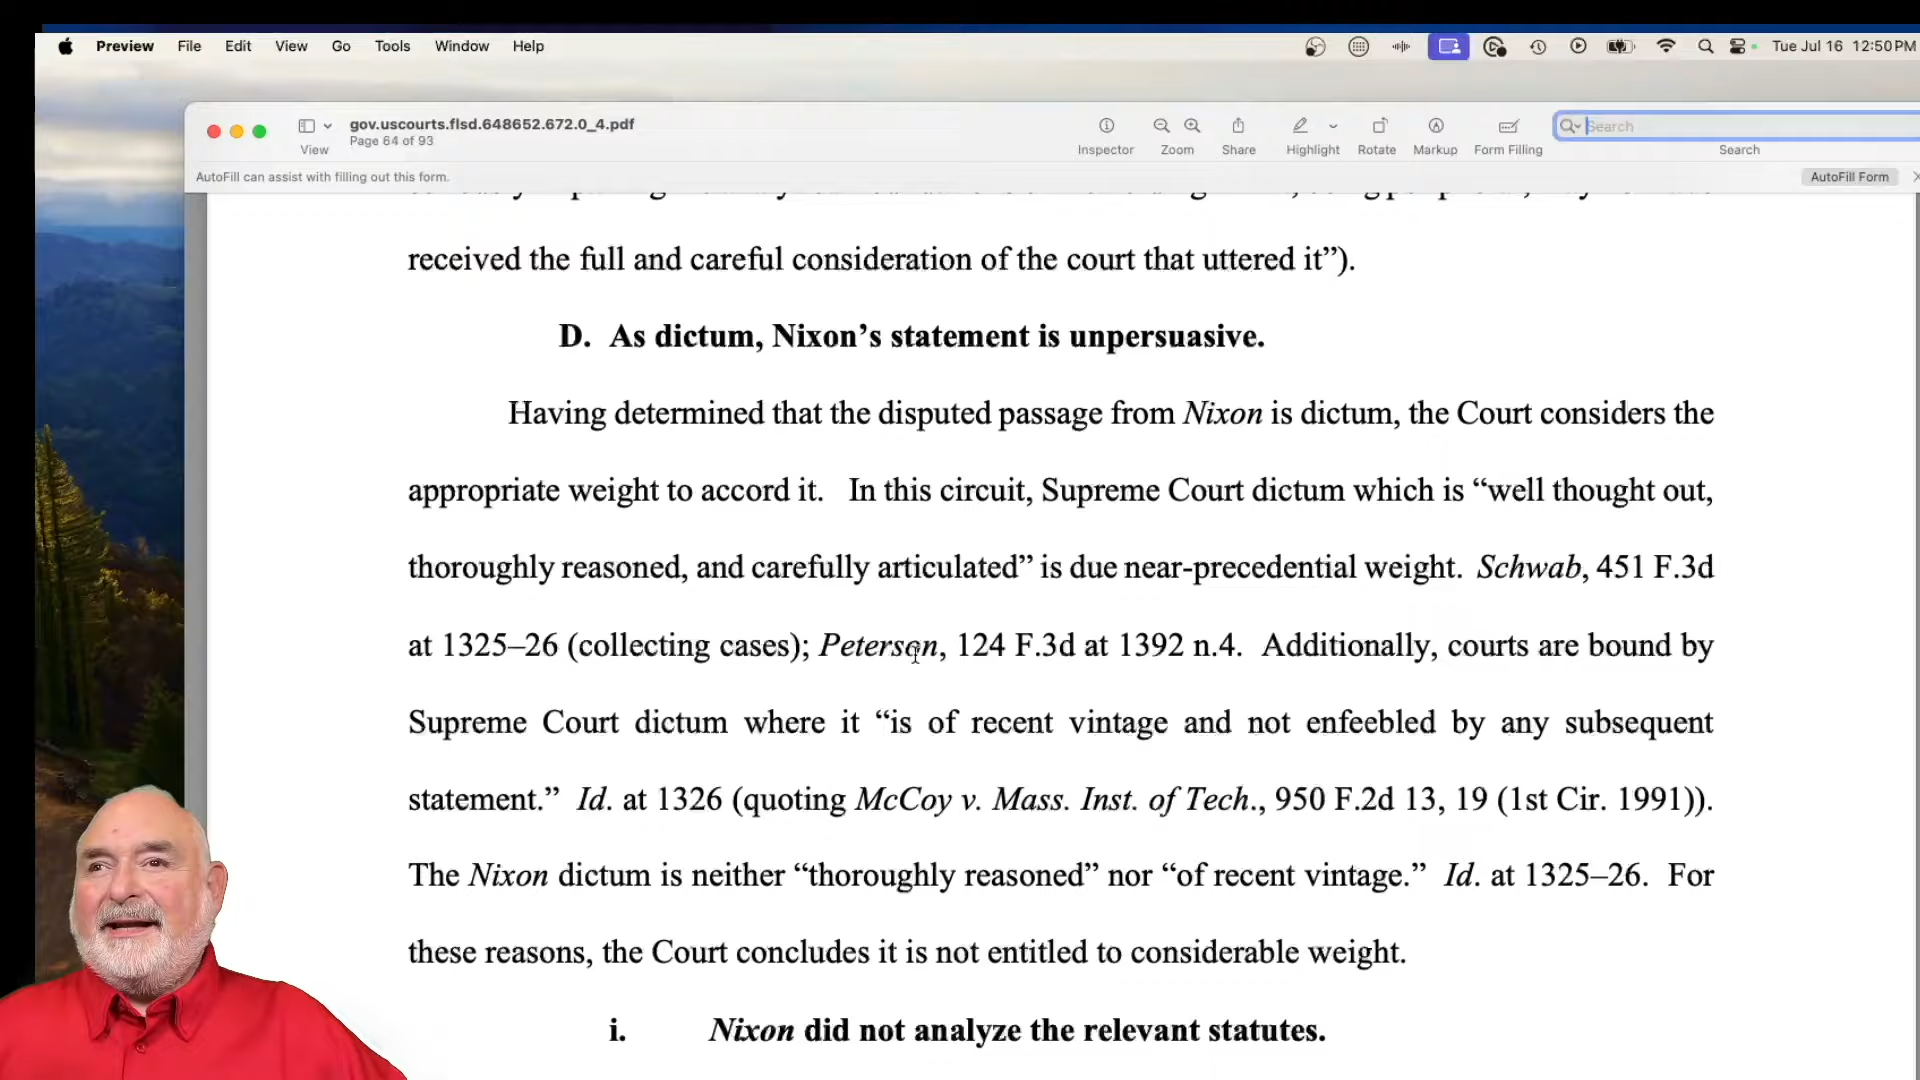 Preview File Edit View Go Tools Window Help Tue Jul 16 12:50 PM
gov.uscourts.flsd.648652.672.0_4.pdf
Page 64 of 93
View Inspector Zoom Share Highlight Rotate Markup Form Filling Search
Search
AutoFill can assist with filling out this form. AutoFill Form
received the full and careful consideration of the court that uttered it”).
D. As dictum, Nixon’s statement is unpersuasive.
Having determined that the disputed passage from Nixon is dictum, the Court considers the
appropriate weight to accord it. In this circuit, Supreme Court dictum which is “well thought out,
thoroughly reasoned, and carefully articulated” is due near-precedential weight. Schwab, 451 F.3d
at 1325–26 (collecting cases); Peterson, 124 F.3d at 1392 n.4. Additionally, courts are bound by
Supreme Court dictum where it “is of recent vintage and not enfeebled by any subsequent
statement.” Id. at 1326 (quoting McCoy v. Mass. Inst. of Tech., 950 F.2d 13, 19 (1st Cir. 1991)).
The Nixon dictum is neither “thoroughly reasoned” nor “of recent vintage.” Id. at 1325–26. For
these reasons, the Court concludes it is not entitled to considerable weight.
i. Nixon did not analyze the relevant statutes.